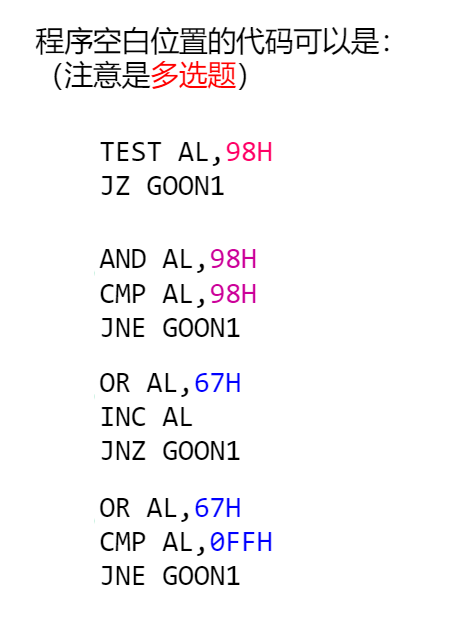 程序空白位置的代码可以是：
（注意是多选题）
TEST AL,98H
JZ GOON1
AND AL,98H
CMP AL,98H
JNE GOON1
OR AL,67H
INC AL
JNZ GOON1
OR AL,67H
CMP AL,0FFH
JNE GOON1